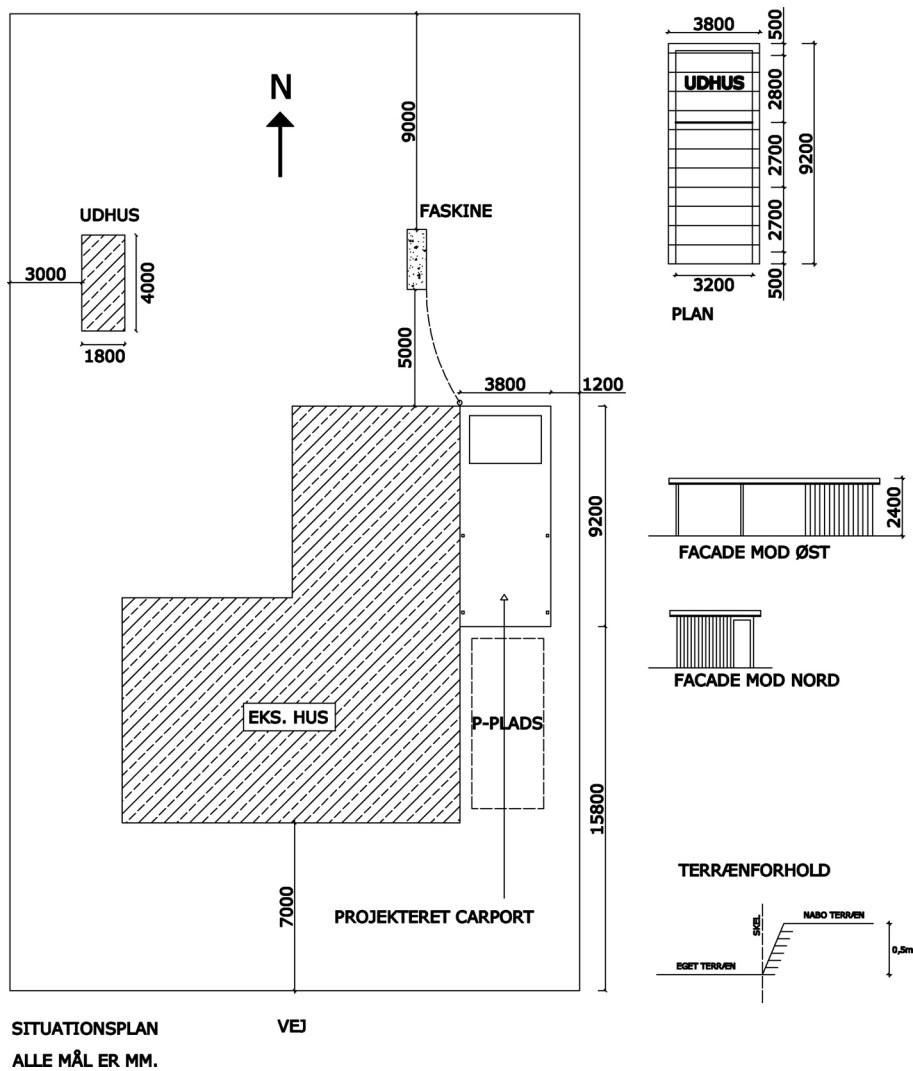 3800
500
N
9000
UDHUS
2800
2700
9200
2700
500
3200
PLAN
UDHUS
FASKINE
3000
4000
1800
5000
3800
1200
9200
2400
FACADE MOD ØST
FACADE MOD NORD
EKS. HUS
P-PLADS
15800
7000
PROJEKTERET CARPORT
TERRÆNFORHOLD
SKEL
NABO TERRÆN
EGET TERRÆN
0,5m
SITUATIONSPLAN
VEJ
ALLE MÅL ER MM.